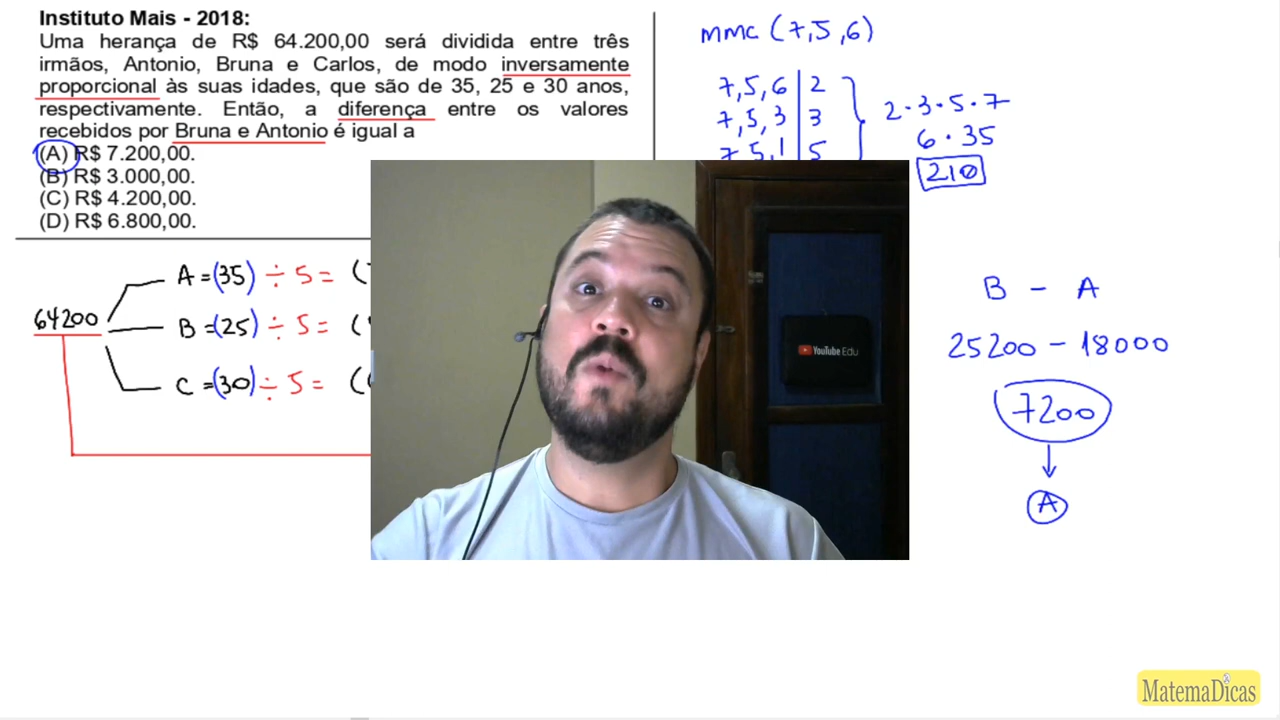 Instituto Mais - 2018:
Uma herança de R$ 64.200,00 será dividida entre três
irmãos, Antonio, Bruna e Carlos, de modo inversamente
proporcional às suas idades, que são de 35, 25 e 30 anos,
respectivamente. Então, a diferença entre os valores
recebidos por Bruna e Antonio é igual a
(A) R$ 7.200,00.
(B) R$ 3.000,00.
(C) R$ 4.200,00.
(D) R$ 6.800,00.
64200
A = (35) ÷ 5 = (
B = (25) ÷ 5 = (
C = (30) ÷ 5 = (
mmc (7,5,6)
7,5,6 | 2
7,5,3 | 3
7 5,1 | 5
2·3·5·7
6·35
210
B - A
25200 - 18000
7200
A
YouTube Edu
MatemaDicas